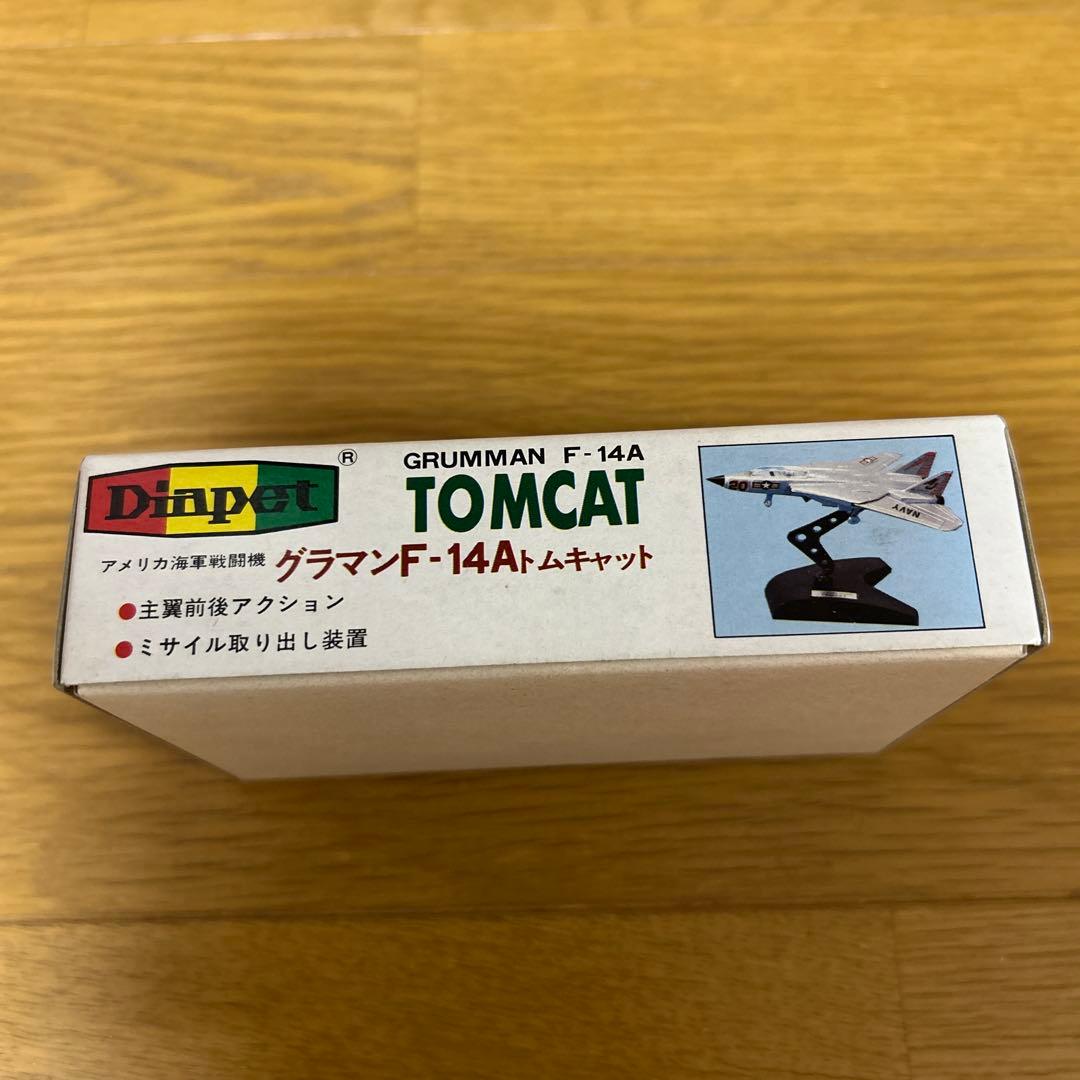 Diapet
®
GRUMMAN F-14A
TOMCAT
アメリカ海軍戦闘機 グラマンF-14Aトムキャット
●主翼前後アクション
●ミサイル取り出し装置
20
NAVY